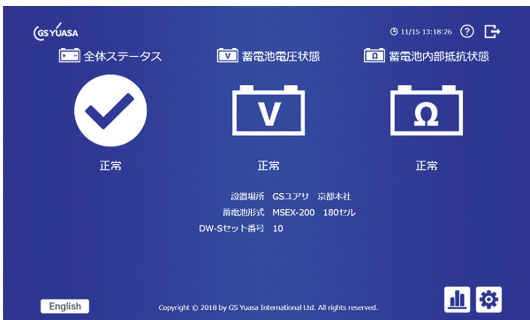 GS YUASA
11/15 13:18:26 ?
全体ステータス
V 蓄電池電圧状態
Ω 蓄電池内部抵抗状態
V
Ω
正常
正常
正常
設置場所 GSユアサ 京都本社
蓄電池形式 MSEX-200 180セル
DW-Sセット番号 10
English
Copyright © 2018 by GS Yuasa International Ltd. All rights reserved.